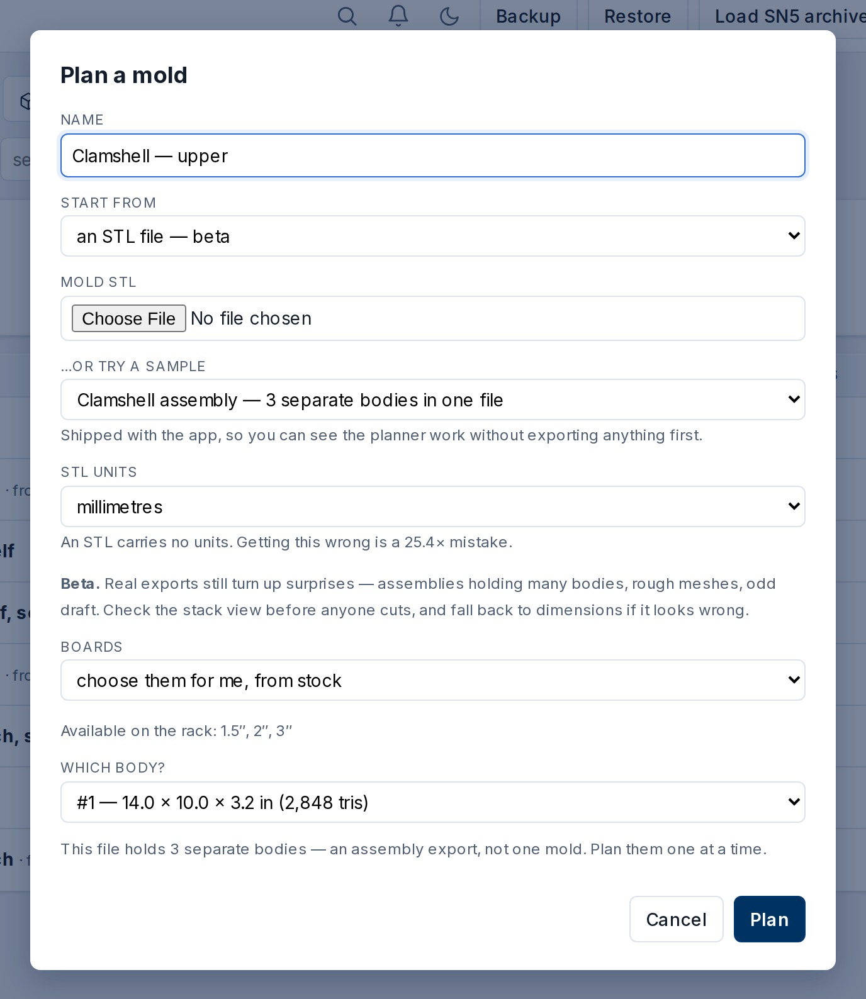 Backup
Restore
Load SN5 archive
Plan a mold
NAME
Clamshell — upper
se
START FROM
an STL file — beta
MOLD STL
Choose File No file chosen
...OR TRY A SAMPLE
Clamshell assembly — 3 separate bodies in one file
Shipped with the app, so you can see the planner work without exporting anything first.
STL UNITS
millimetres
· fro
An STL carries no units. Getting this wrong is a 25.4× mistake.
elf
Beta. Real exports still turn up surprises — assemblies holding many bodies, rough meshes, odd
draft. Check the stack view before anyone cuts, and fall back to dimensions if it looks wrong.
f, se
BOARDS
choose them for me, from stock
· fro
Available on the rack: 1.5″, 2″, 3″
ch, s
WHICH BODY?
#1 — 14.0 × 10.0 × 3.2 in (2,848 tris)
This file holds 3 separate bodies — an assembly export, not one mold. Plan them one at a time.
ch · f
Cancel
Plan